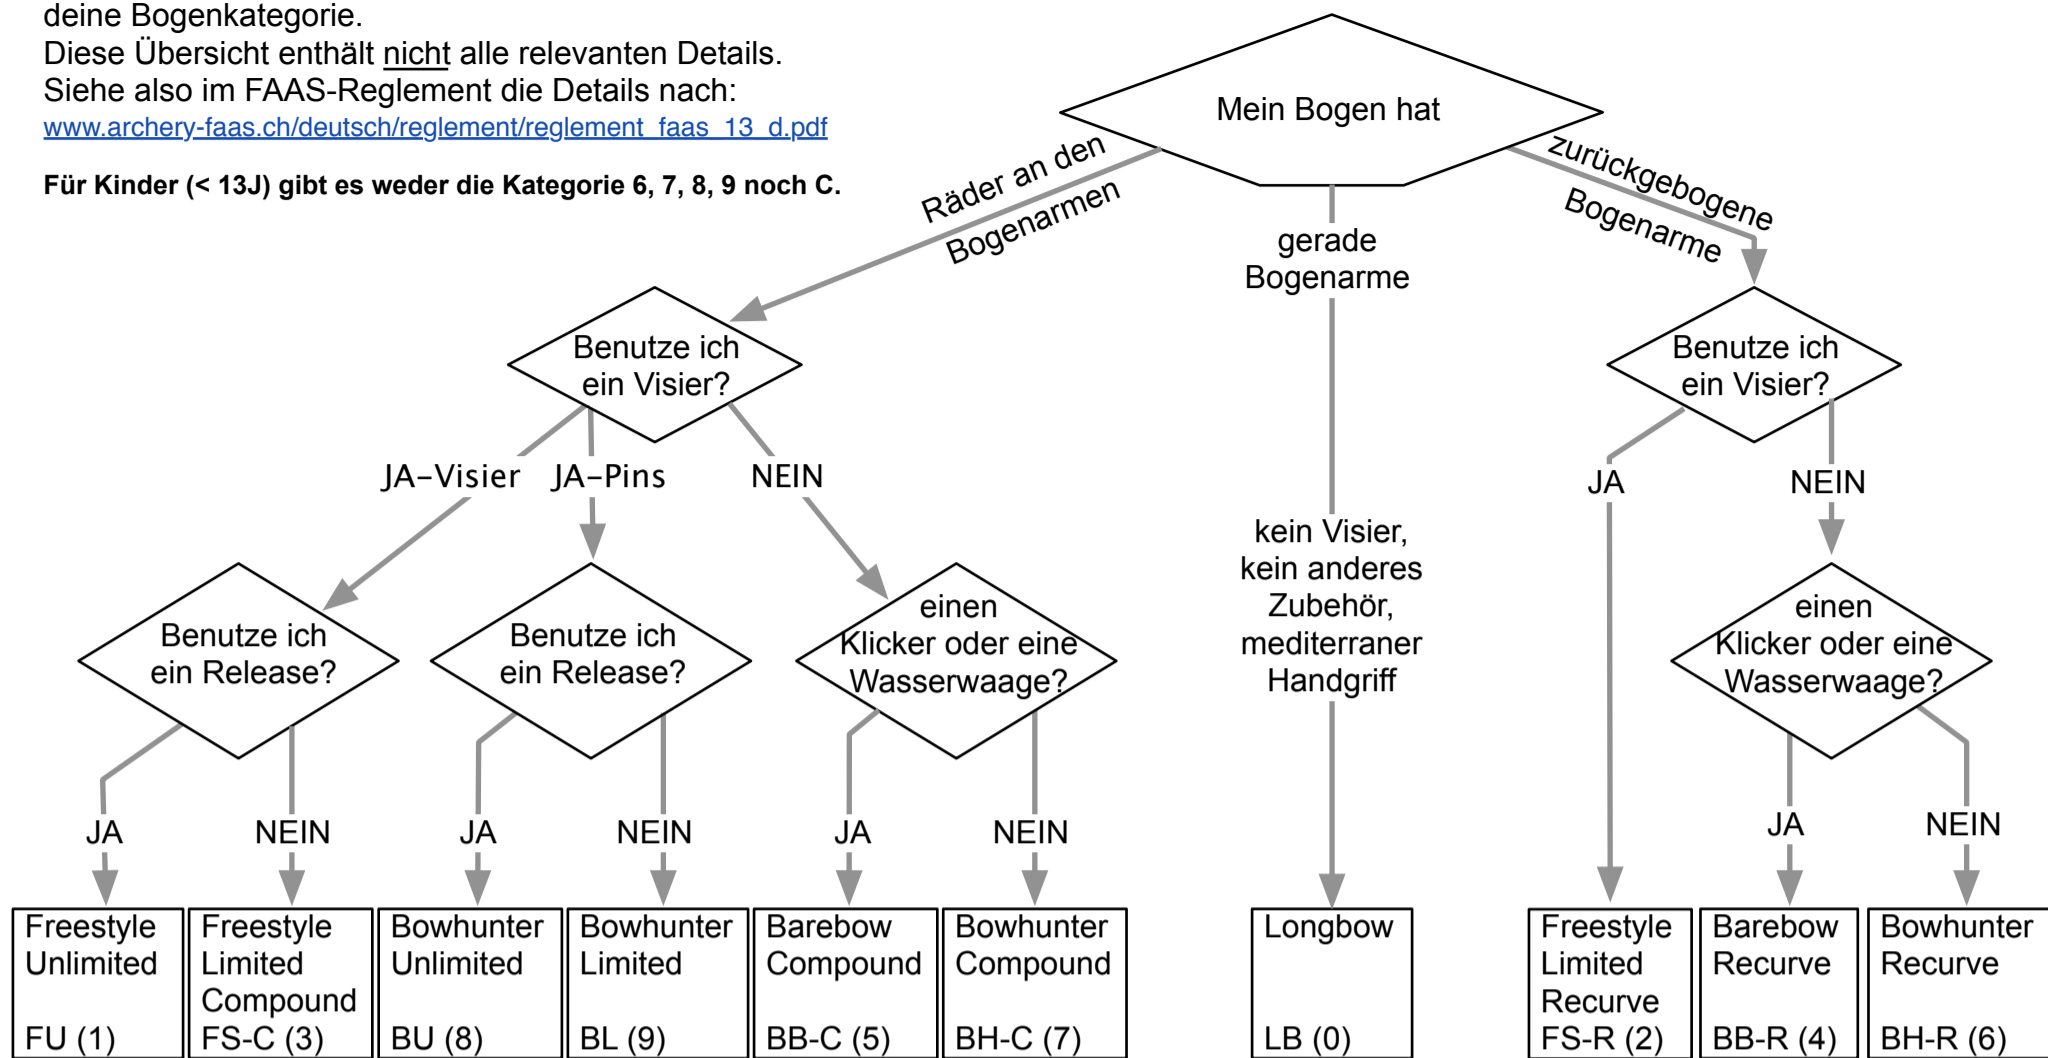 deine Bogenkategorie.
Diese Übersicht enthält nicht alle relevanten Details.
Siehe also im FAAS-Reglement die Details nach:
www.archery-faas.ch/deutsch/reglement/reglement_faas_13_d.pdf
Für Kinder (< 13J) gibt es weder die Kategorie 6, 7, 8, 9 noch C.
Mein Bogen hat
Räder an den
Bogenarmen
gerade
Bogenarme
zurückgebogene
Bogenarme
Benutze ich
ein Visier?
Benutze ich
ein Visier?
JA–Visier
JA–Pins
NEIN
JA
NEIN
Benutze ich
ein Release?
Benutze ich
ein Release?
einen
Klicker oder eine
Wasserwaage?
kein Visier,
kein anderes
Zubehör,
mediterraner
Handgriff
einen
Klicker oder eine
Wasserwaage?
JA
NEIN
JA
NEIN
JA
NEIN
JA
NEIN
Freestyle
Unlimited
FU (1)
Freestyle
Limited
Compound
FS-C (3)
Bowhunter
Unlimited
BU (8)
Bowhunter
Limited
BL (9)
Barebow
Compound
BB-C (5)
Bowhunter
Compound
BH-C (7)
Longbow
LB (0)
Freestyle
Limited
Recurve
FS-R (2)
Barebow
Recurve
BB-R (4)
Bowhunter
Recurve
BH-R (6)